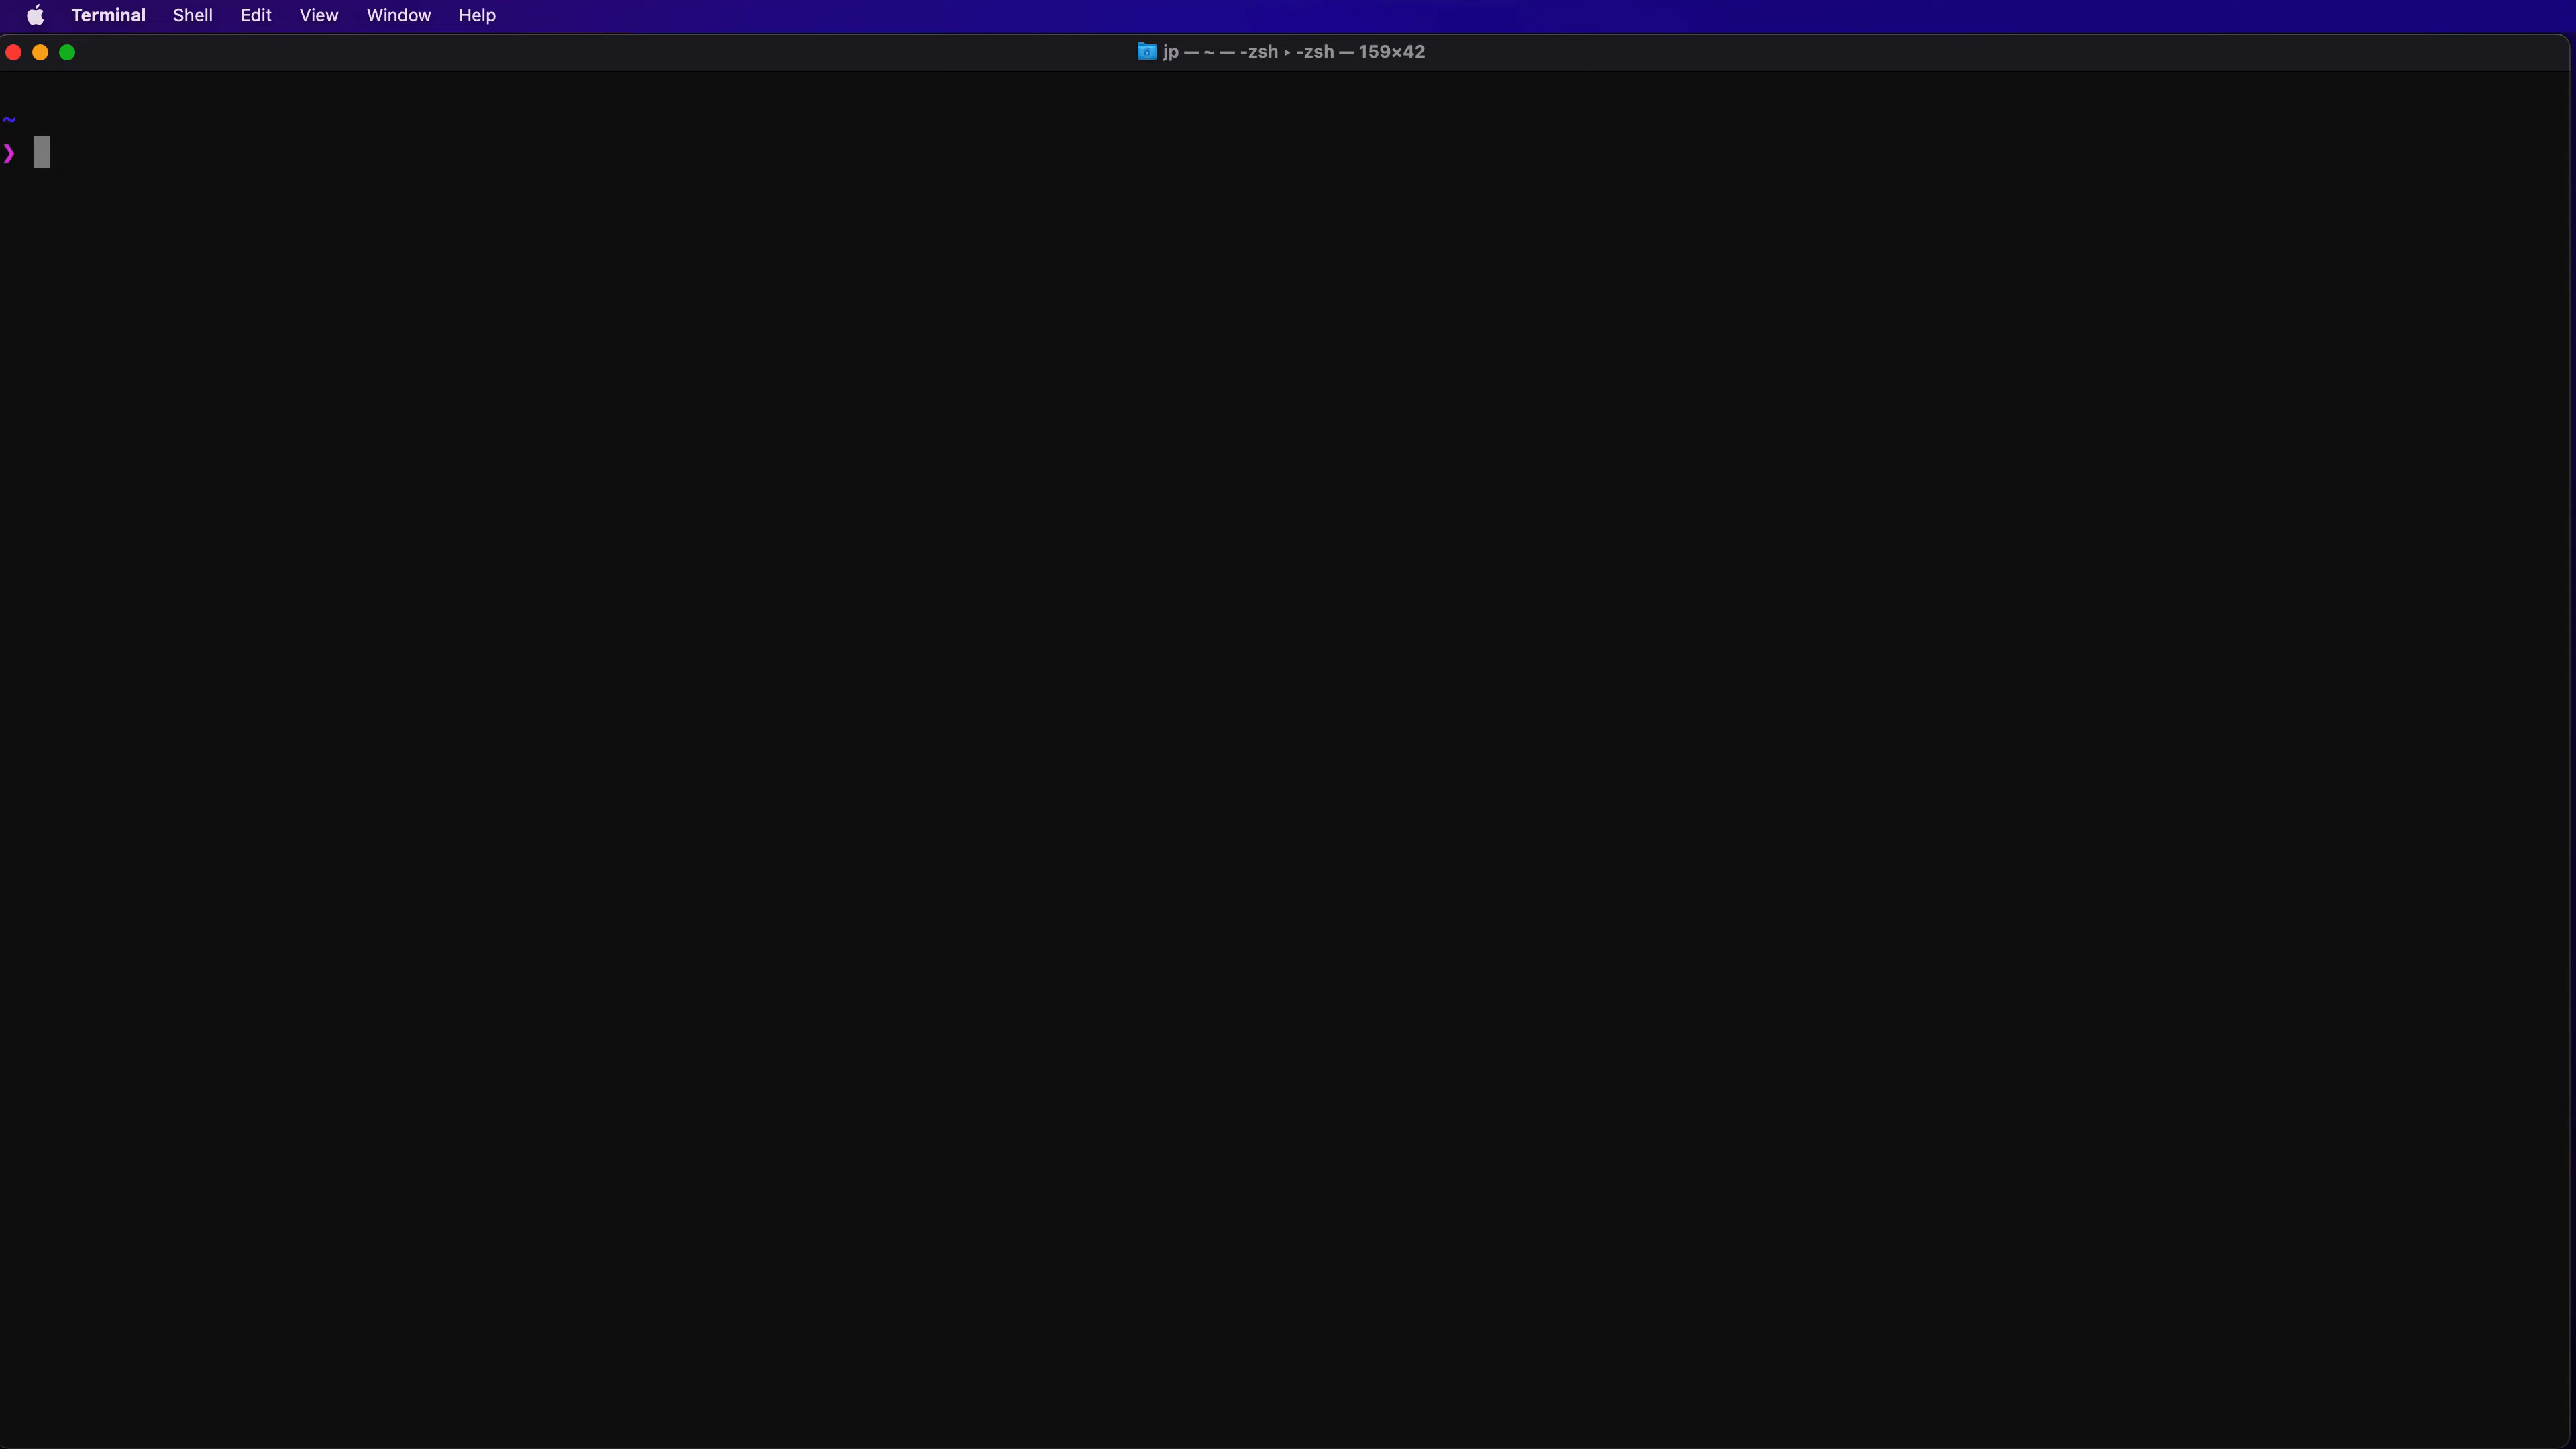 Terminal Shell Edit View Window Help
jp — ~ — -zsh ▸ -zsh — 159×42
~
❯